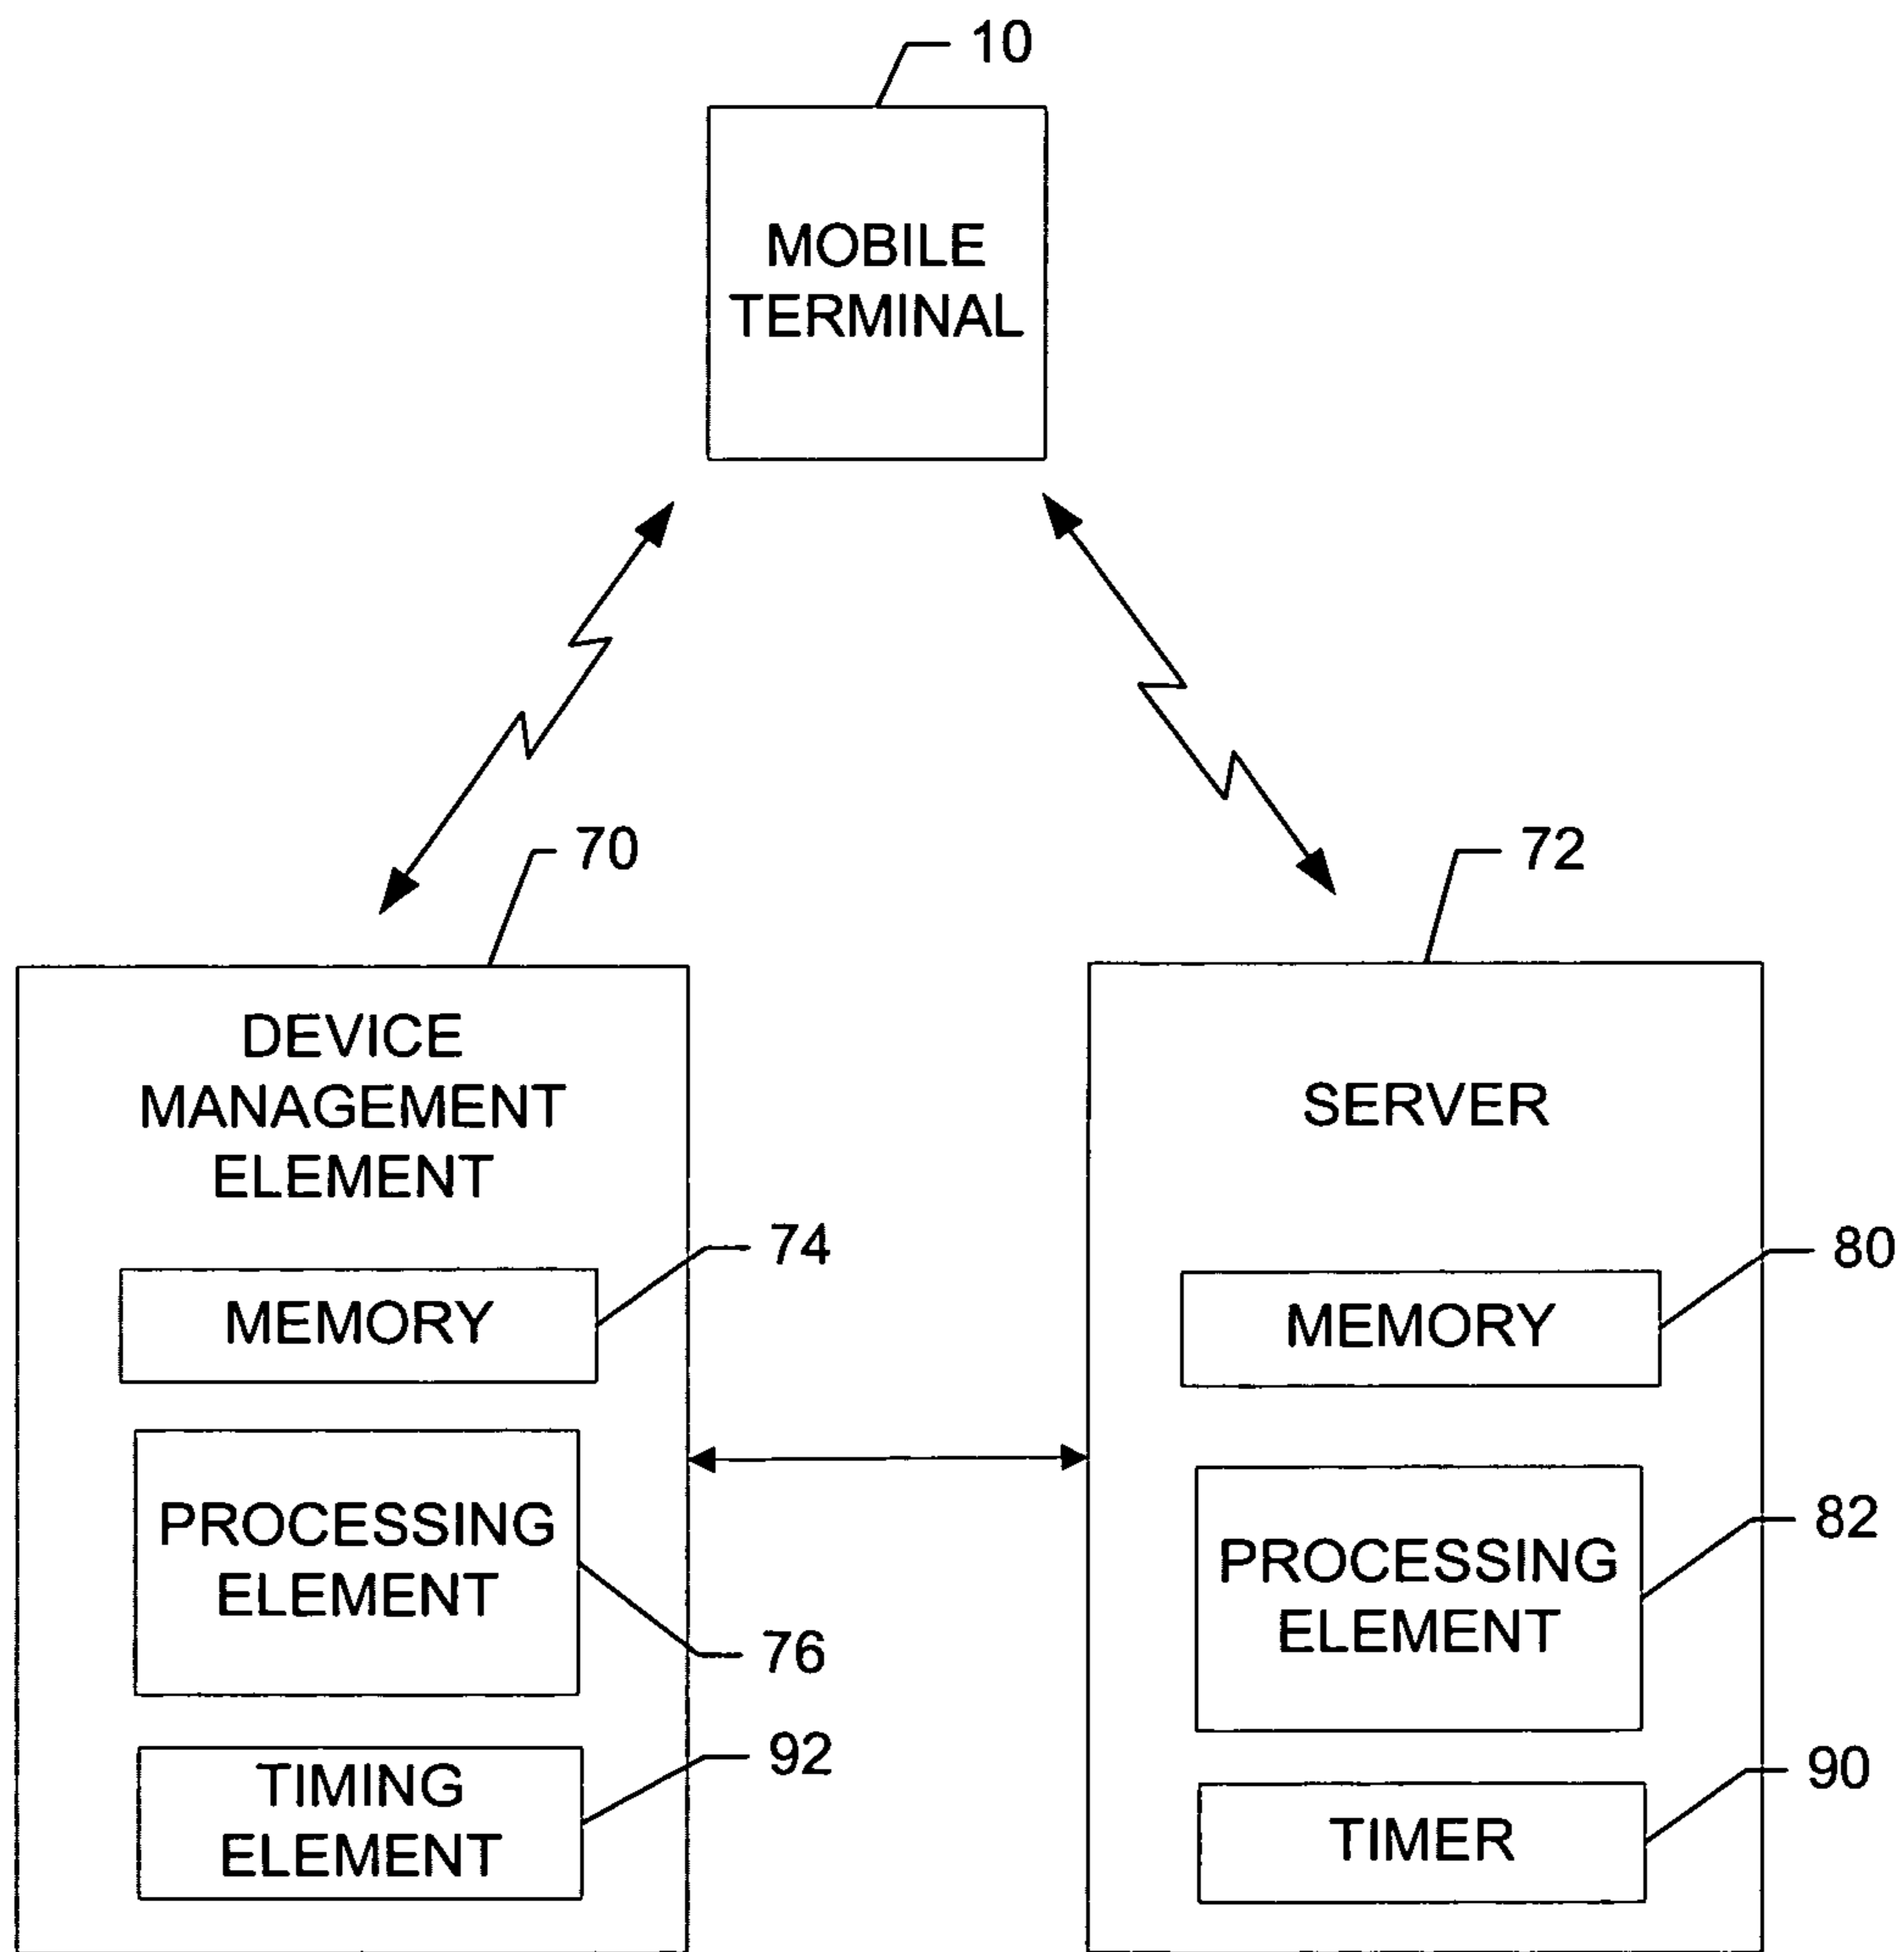 10
MOBILE
TERMINAL
70
72
DEVICE
MANAGEMENT
ELEMENT
74
MEMORY
PROCESSING
ELEMENT
76
92
TIMING
ELEMENT
SERVER
80
MEMORY
82
PROCESSING
ELEMENT
90
TIMER